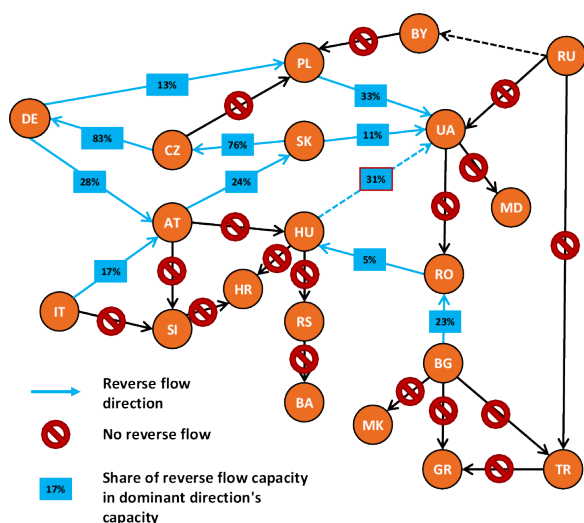 BY
RU
PL
13%
33%
DE
UA
83%
CZ
76%
SK
11%
28%
24%
31%
MD
AT
HU
17%
5%
RO
HR
IT
SI
RS
23%
BG
Reverse flow
direction
BA
MK
No reverse flow
GR
TR
17%
Share of reverse flow capacity
in dominant direction's
capacity